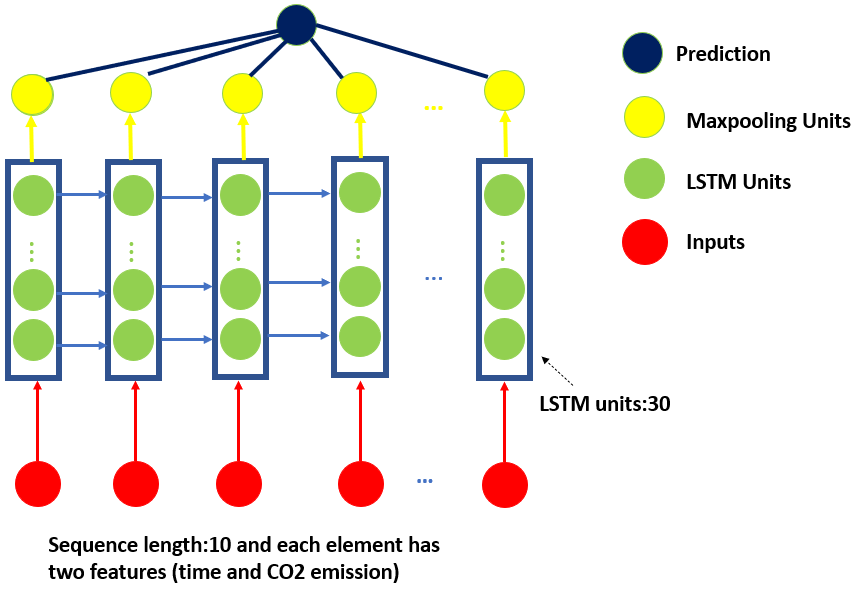 Prediction
Maxpooling Units
LSTM Units
Inputs
LSTM units:30
Sequence length:10 and each element has
two features (time and CO2 emission)